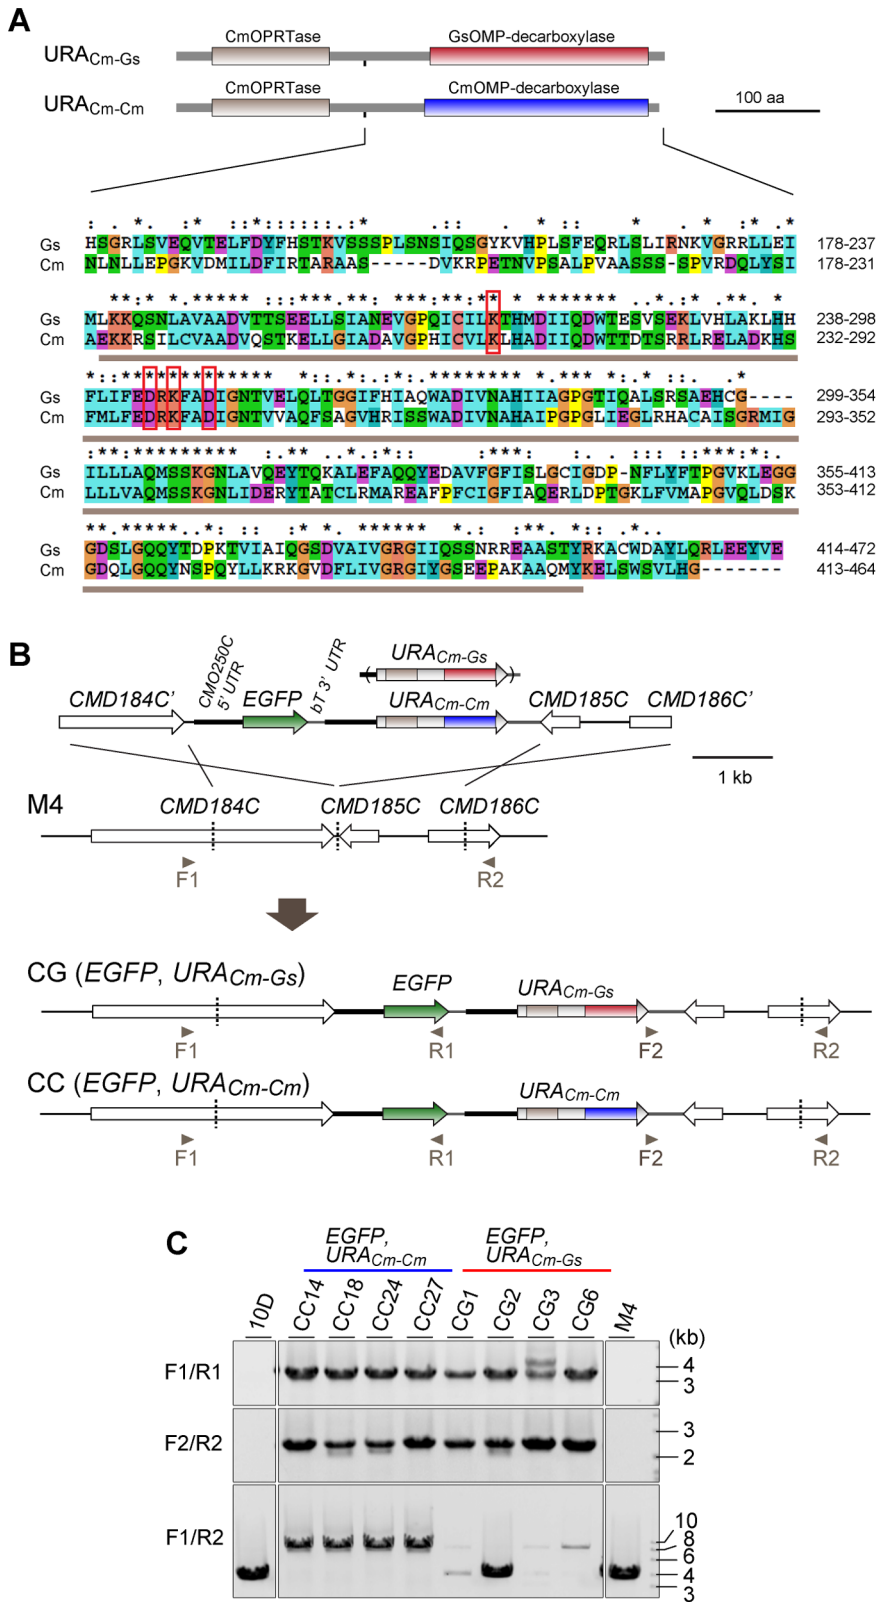 A
CmOPRTase GsOMP-decarboxylase
URACm-Gs
CmOPRTase CmOMP-decarboxylase
URACm-Cm
100 aa
Gs HSGRLSVEQVTELFDYFHSTKVSSSPLSNSIQSGYKVHPLSFEQRLSLIRNKVGRRLLEI 178-237
Cm NLNLLEPGKVDMILDFIRTARAAS-----DVKRPETNVPSALPVAASSS-SPVRDQLYSI 178-231
Gs MLKKQSNLAVAADVTTSEELLSIANEVGPQICILKTHMDIIQDWTESVSEKLVHLAKLHH 238-298
Cm AEKKRSILCVAADVQSTKELLGIADAVGPHICVLKLHADIIQDWTTDTSRRLRELADKHS 232-292
Gs FLIFEDRKFADIGNTVELQLTGGIFHIAQWADIVNAHIIAGPGTIQALSRSAEHCG---- 299-354
Cm FMLFEDRKFADIGNTVVAQFSAGVHRISSWADIVNAHAIPGPGLIEGLRHACAISGRMIG 293-352
Gs ILLLAQMSSKGNLAVQEYTQKALEFAQQYEDAVFGFISLGCIGDP-NFLYFTPGVKLEGG 355-413
Cm LLLVAQMSSKGNLIDERYTATCLRMAREAFPFCIGFIAQERLDPTGKLFVMAPGVQLDSK 353-412
Gs GDSLGQQYTDPKTVIAIQGSDVAIVGRGIIQSSNRREAASTYRKACWDAYLQRLEEYVE 414-472
Cm GDQLGQQYNSPQYLLKRKGVDFLIVGRGIYGSEEPAKAAQMYKELSWSVLHG------- 413-464
B
CMD184C' CMO250C 5' UTR EGFP bT 3' UTR URACm-Gs
URACm-Cm CMD185C CMD186C'
1 kb
M4 CMD184C CMD185C CMD186C
F1 R2
CG (EGFP, URACm-Gs) EGFP URACm-Gs
F1 R1 F2 R2
CC (EGFP, URACm-Cm) URACm-Cm
F1 R1 F2 R2
C
EGFP, URACm-Cm EGFP, URACm-Gs
10D CC14 CC18 CC24 CC27 CG1 CG2 CG3 CG6 M4
(kb)
F1/R1 4
3
F2/R2 3
2
F1/R2 10
8
6
4
3